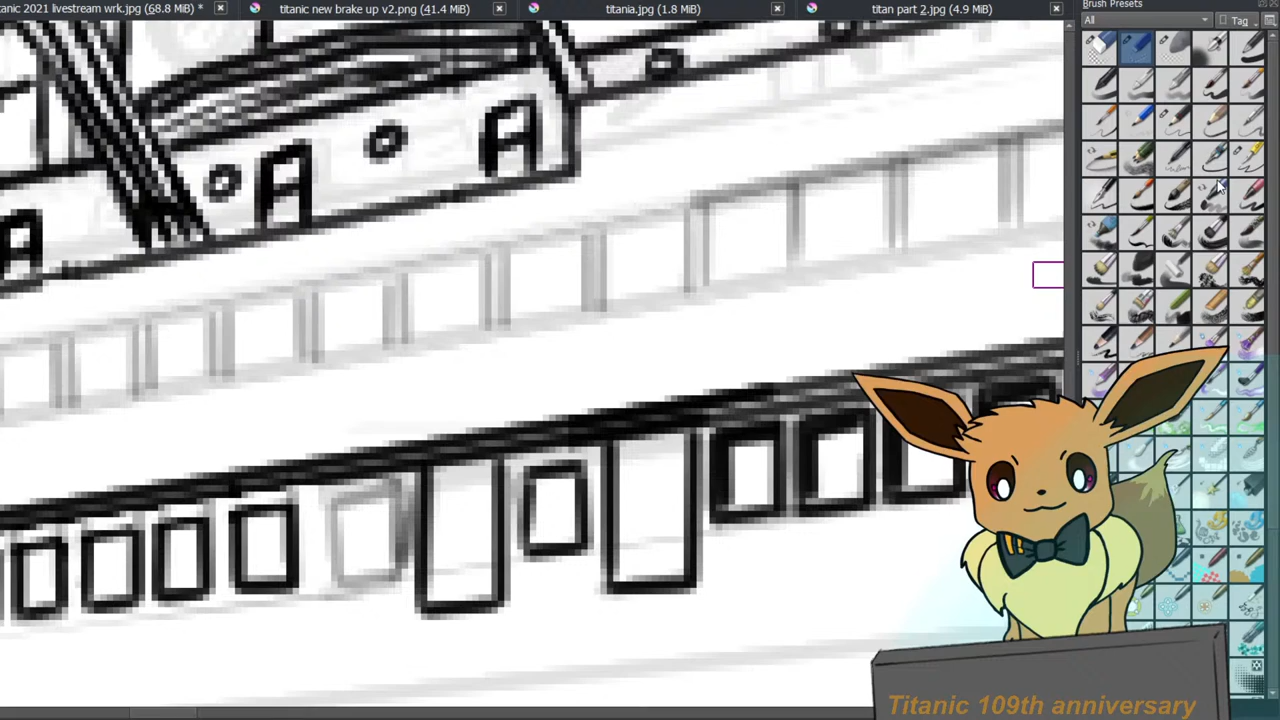 tanic 2021 livestream wrk.jpg (68.8 MiB) *
titanic new brake up v2.png (41.4 MiB)
titania.jpg (1.8 MiB)
titan part 2.jpg (4.9 MiB)
Brush Presets
All
Tag
Titanic 109th anniversary